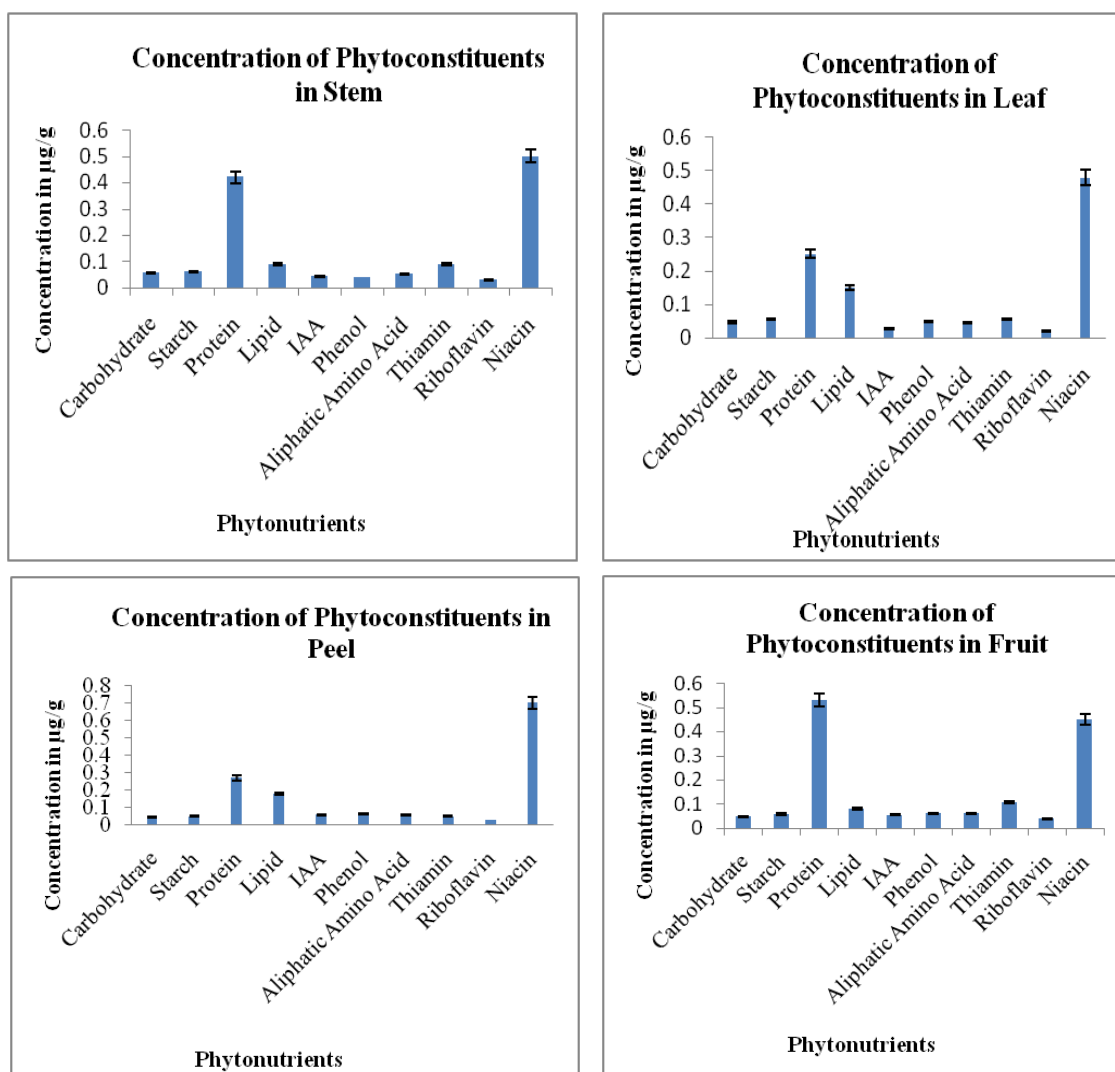 Concentration of Phytoconstituents
in Stem
Concentration in µg/g
0.6
0.5
0.4
0.3
0.2
0.1
0
Carbohydrate
Starch
Protein
Lipid
IAA
Phenol
Aliphatic Amino Acid
Thiamin
Riboflavin
Niacin
Phytonutrients
Concentration of
Phytoconstituents in Leaf
Concentration in µg/g
0.6
0.5
0.4
0.3
0.2
0.1
0
Carbohydrate
Starch
Protein
Lipid
IAA
Phenol
Aliphatic Amino Acid
Thiamin
Riboflavin
Niacin
Phytonutrients
Concentration of Phytoconstituents in
Peel
Concentration in µg/g
0.8
0.7
0.6
0.5
0.4
0.3
0.2
0.1
0
Carbohydrate
Starch
Protein
Lipid
IAA
Phenol
Aliphatic Amino Acid
Thiamin
Riboflavin
Niacin
Phytonutrients
Concentration of
Phytoconstituents in Fruit
Concentration in µg/g
0.6
0.5
0.4
0.3
0.2
0.1
0
Carbohydrate
Starch
Protein
Lipid
IAA
Phenol
Aliphatic Amino Acid
Thiamin
Riboflavin
Niacin
Phytonutrients